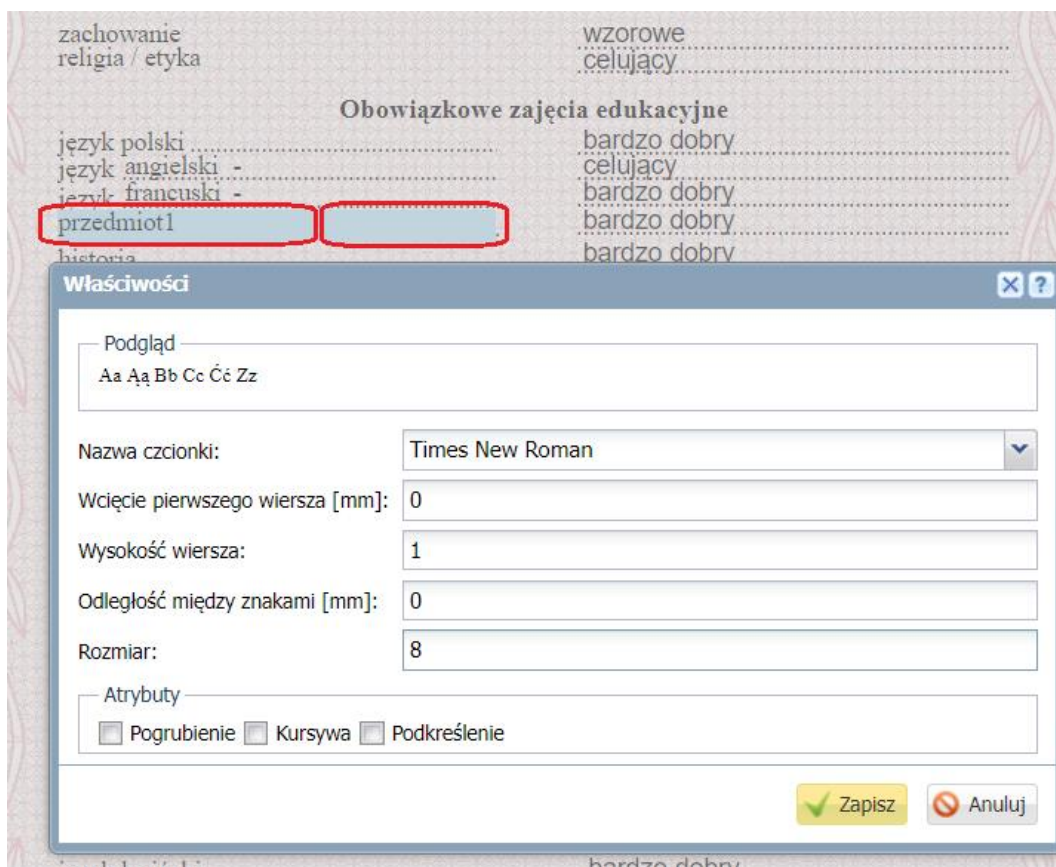 zachowanie wzorowe
religia / etyka celujący
Obowiązkowe zajęcia edukacyjne
język polski bardzo dobry
język angielski - celujący
język francuski - bardzo dobry
przedmiot1 bardzo dobry
historia bardzo dobry
Właściwości
Podgląd
Aa Ąą Bb Cc Ćć Zz
Nazwa czcionki: Times New Roman
Wcięcie pierwszego wiersza [mm]: 0
Wysokość wiersza: 1
Odległość między znakami [mm]: 0
Rozmiar: 8
Atrybuty
Pogrubienie Kursywa Podkreślenie
Zapisz Anuluj
bardzo dobry